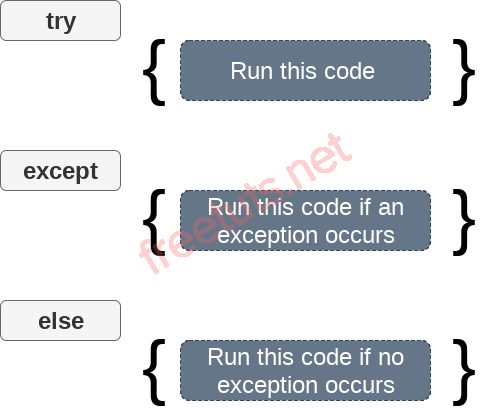 try
{ Run this code }
except
{ Run this code if an
exception occurs }
freetuts.net
else
{ Run this code if no
exception occurs }